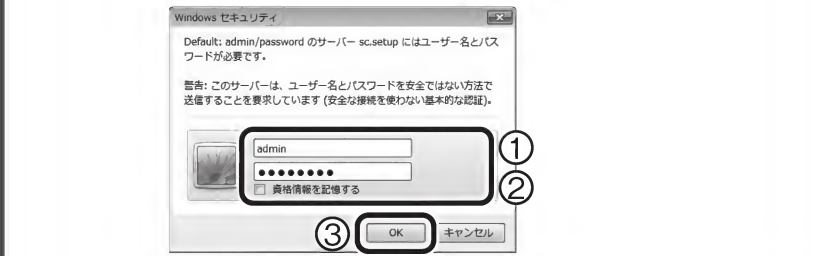 Windows セキュリティ
Default: admin/password のサーバー sc.setup にはユーザー名とパス
ワードが必要です。
警告: このサーバーは、ユーザー名とパスワードを安全ではない方法で
送信することを要求しています (安全な接続を使わない基本的な認証)。
admin
①
●●●●●●●●
②
資格情報を記憶する
③
OK
キャンセル